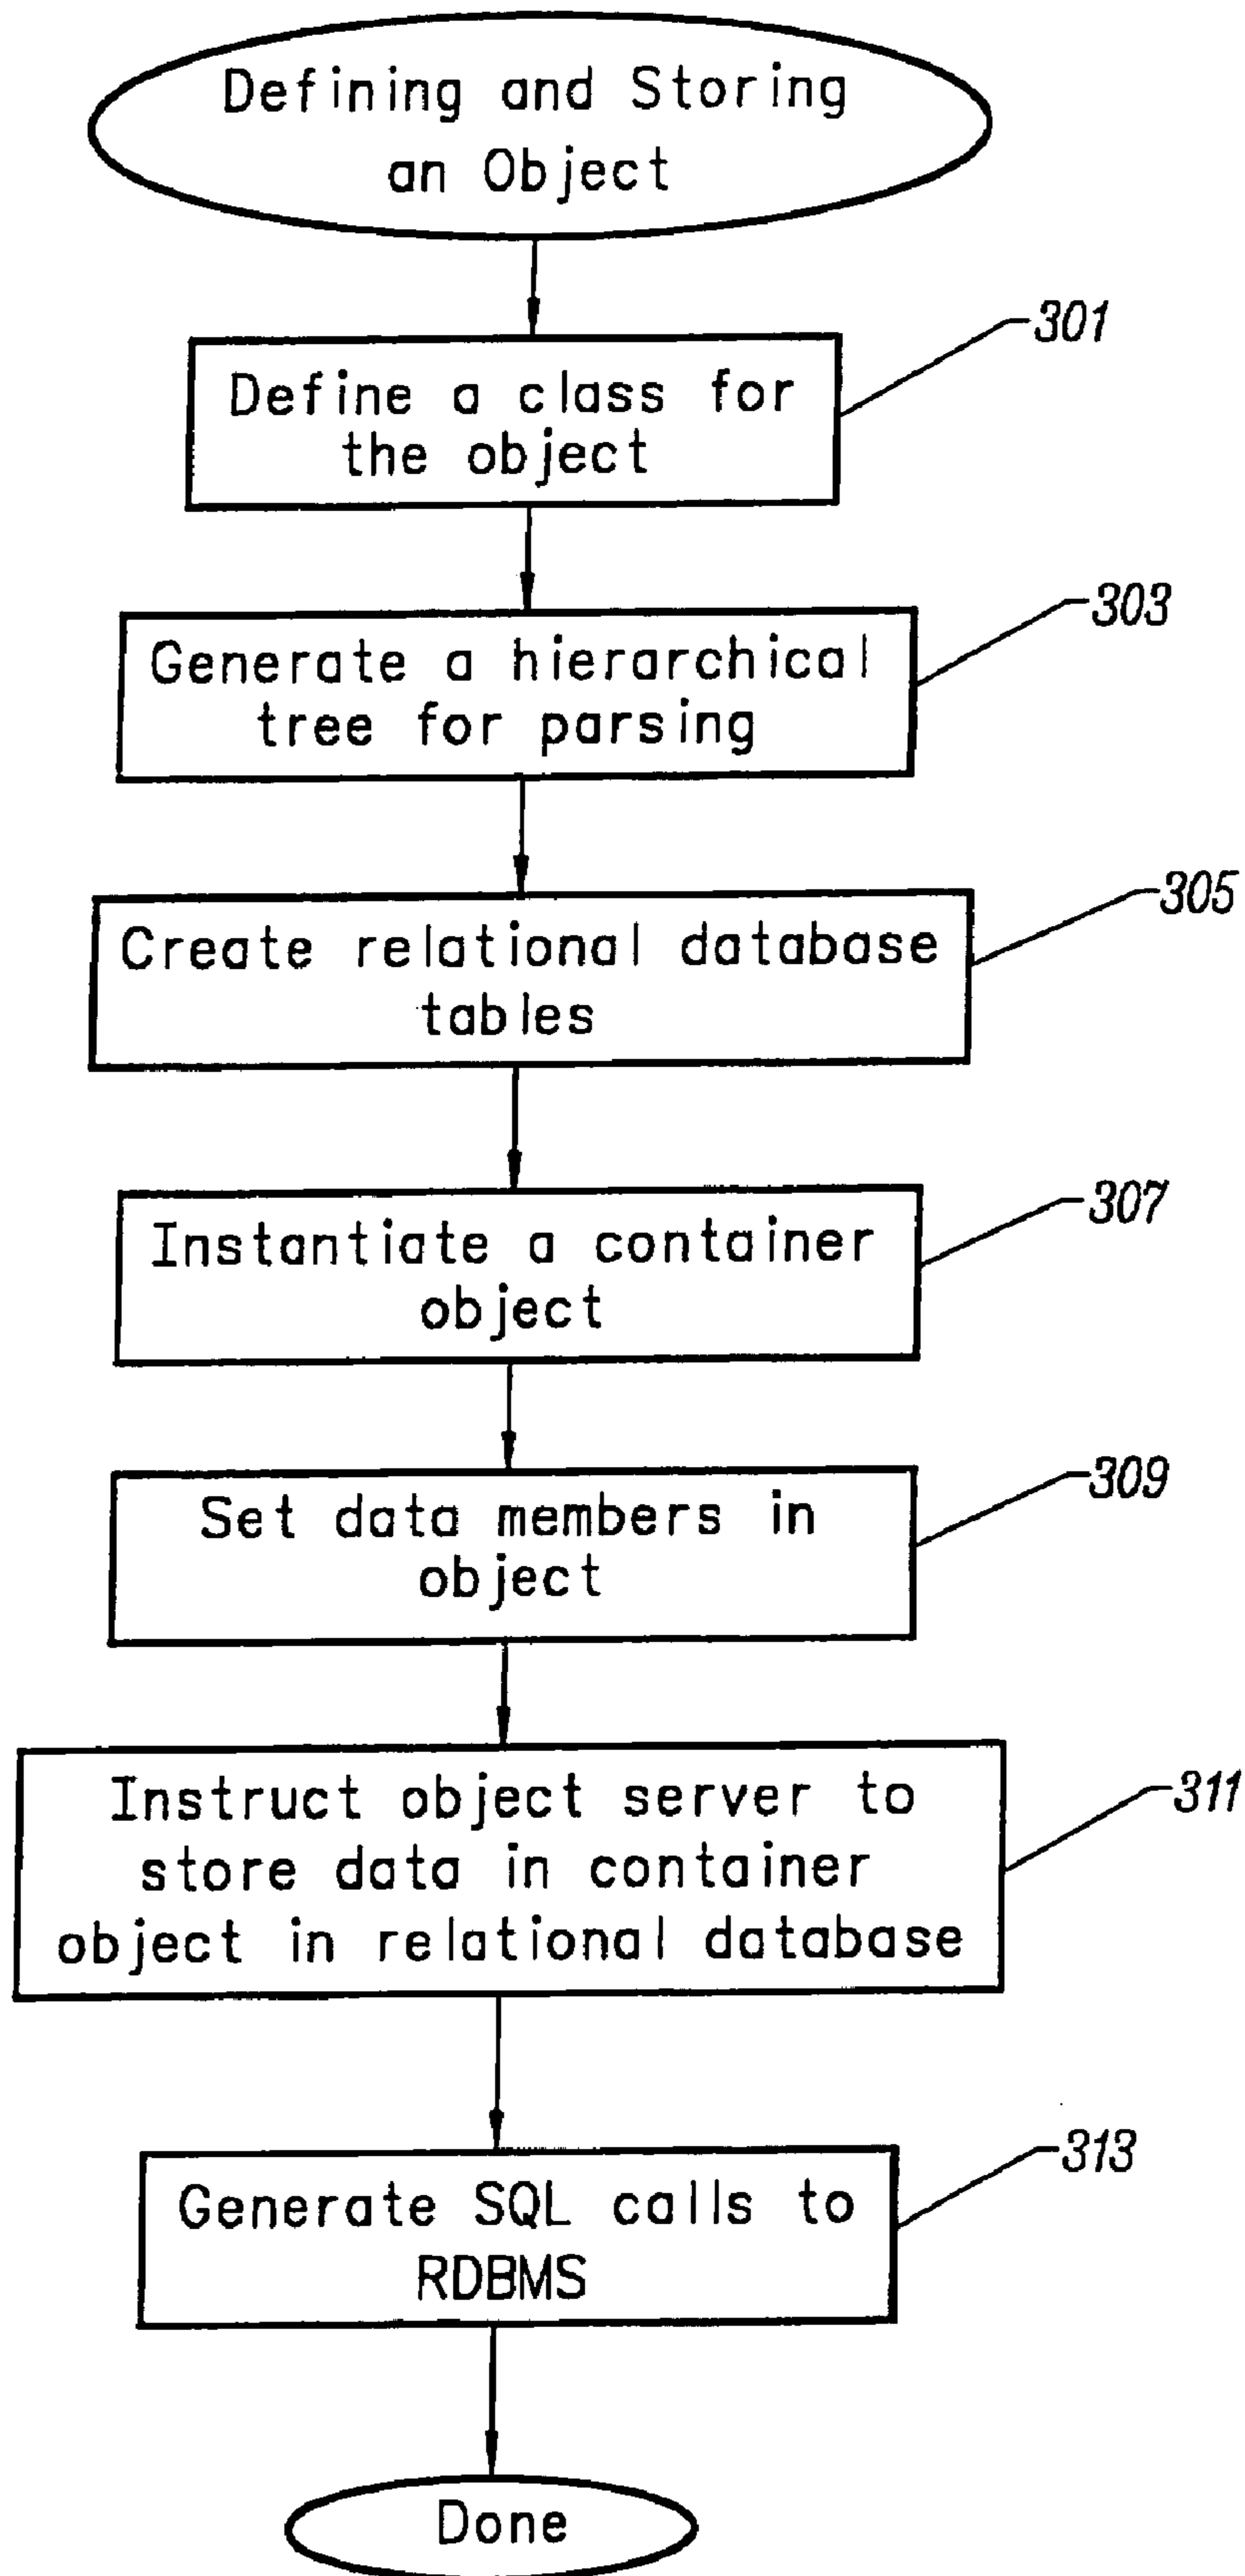 Defining and Storing
an Object
301
Define a class for
the object
303
Generate a hierarchical
tree for parsing
305
Create relational database
tables
307
Instantiate a container
object
309
Set data members in
object
311
Instruct object server to
store data in container
object in relational database
313
Generate SQL calls to
RDBMS
Done